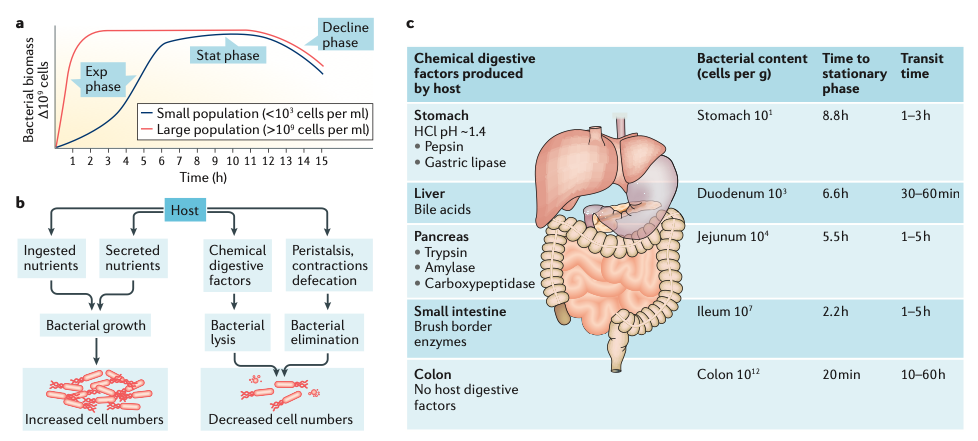 a
Bacterial biomass
Δ10⁹ cells
Exp
phase
Stat phase
Decline
phase
Small population (<10³ cells per ml)
Large population (>10⁹ cells per ml)
1 2 3 4 5 6 7 8 9 10 11 12 13 14 15
Time (h)
b
Host
Ingested
nutrients
Secreted
nutrients
Chemical
digestive
factors
Peristalsis,
contractions
defecation
Bacterial growth
Bacterial
lysis
Bacterial
elimination
Increased cell numbers
Decreased cell numbers
c
Chemical digestive
factors produced
by host
Bacterial content
(cells per g)
Time to
stationary
phase
Transit
time
Stomach
HCl pH ~1.4
• Pepsin
• Gastric lipase
Stomach 10¹
8.8h
1–3h
Liver
Bile acids
Duodenum 10³
6.6h
30–60min
Pancreas
• Trypsin
• Amylase
• Carboxypeptidase
Jejunum 10⁴
5.5h
1–5h
Small intestine
Brush border
enzymes
Ileum 10⁷
2.2h
1–5h
Colon
No host digestive
factors
Colon 10¹²
20min
10–60h